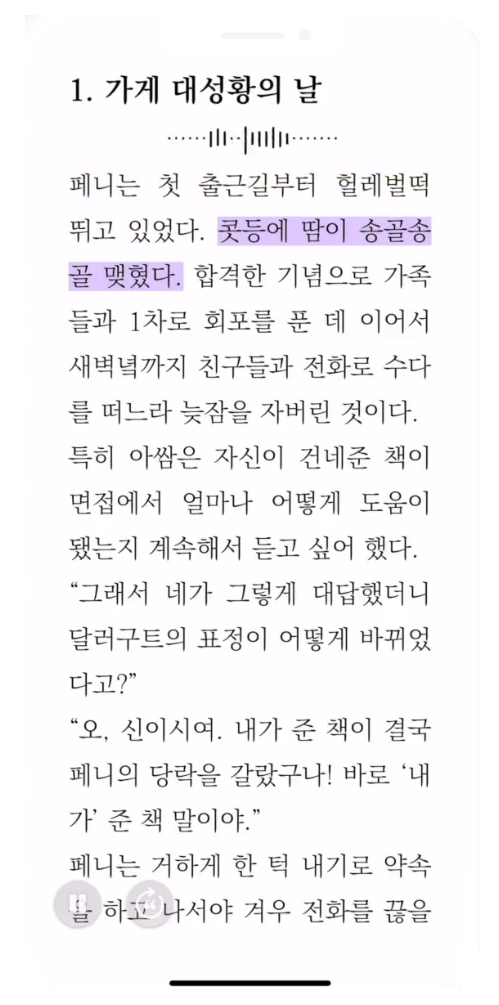 1. 가게 대성황의 날
페니는 첫 출근길부터 헐레벌떡
뛰고 있었다. 콧등에 땀이 송골송
골 맺혔다. 합격한 기념으로 가족
들과 1차로 회포를 푼 데 이어서
새벽녘까지 친구들과 전화로 수다
를 떠느라 늦잠을 자버린 것이다.
특히 아쌈은 자신이 건네준 책이
면접에서 얼마나 어떻게 도움이
됐는지 계속해서 듣고 싶어 했다.
“그래서 네가 그렇게 대답했더니
달러구트의 표정이 어떻게 바뀌었
다고?”
“오, 신이시여. 내가 준 책이 결국
페니의 당락을 갈랐구나! 바로 ‘내
가’ 준 책 말이야.”
페니는 거하게 한 턱 내기로 약속
을 하고 나서야 겨우 전화를 끊을